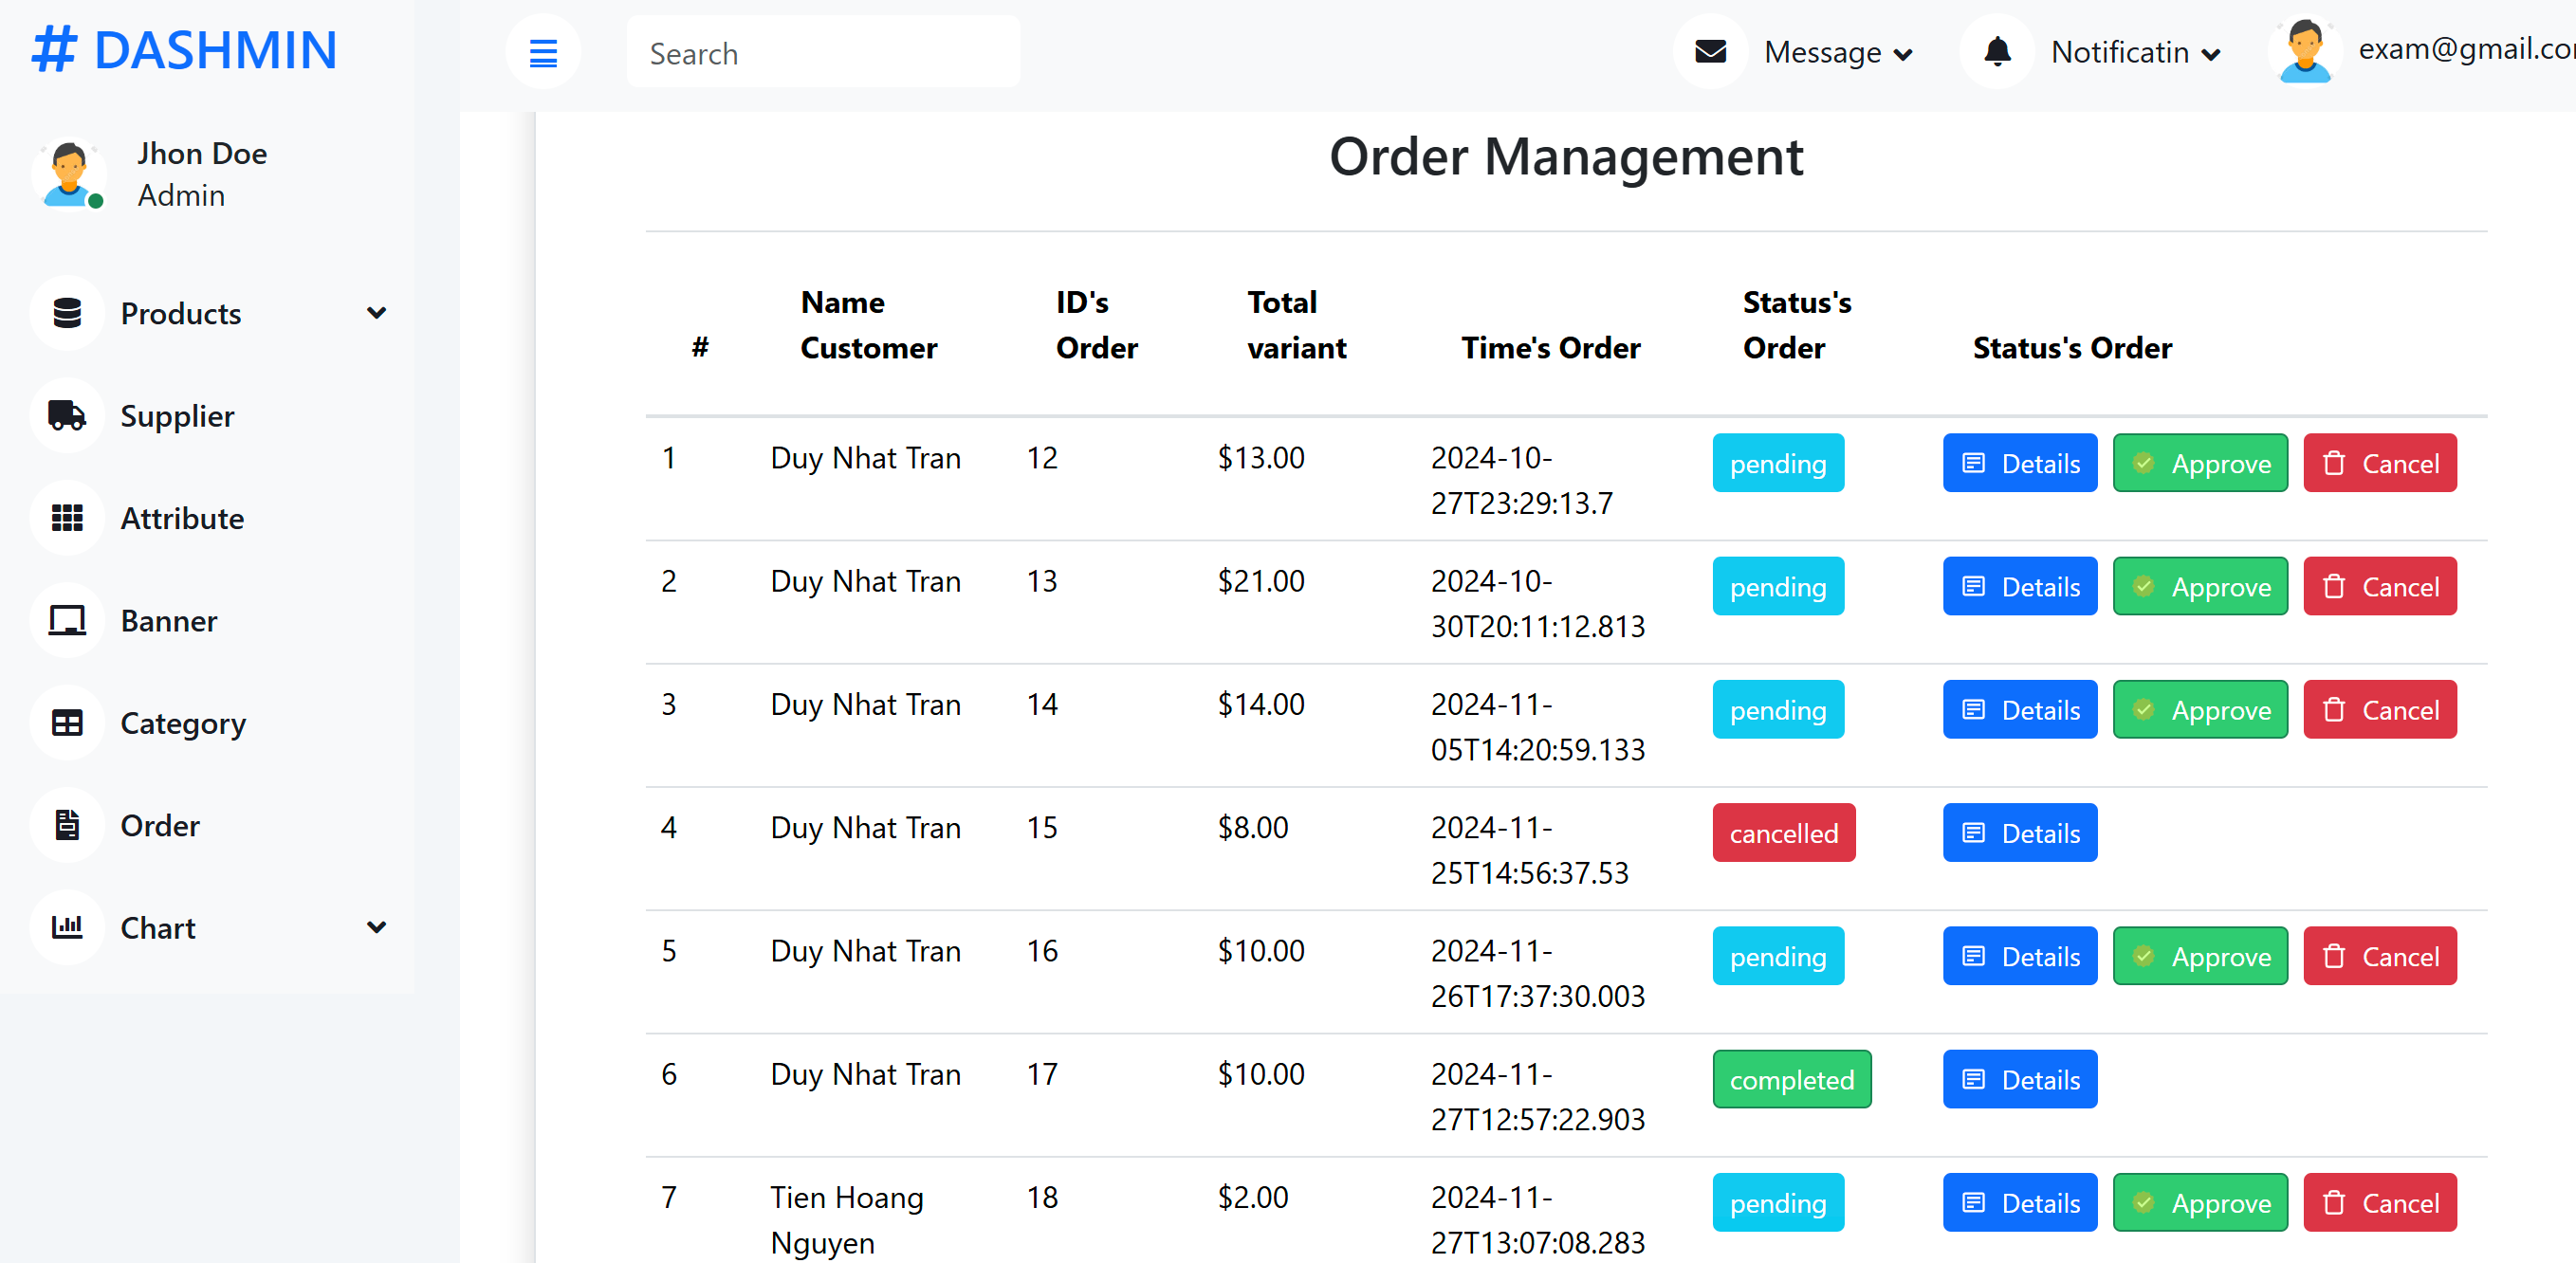 # DASHMIN
Search
Message
Notificatin
exam@gmail.co
Jhon Doe
Admin
Products
Supplier
Attribute
Banner
Category
Order
Chart
Order Management
# Name Customer ID's Order Total variant Time's Order Status's Order Status's Order
1 Duy Nhat Tran 12 $13.00 2024-10- pending Details Approve Cancel
27T23:29:13.7
2 Duy Nhat Tran 13 $21.00 2024-10- pending Details Approve Cancel
30T20:11:12.813
3 Duy Nhat Tran 14 $14.00 2024-11- pending Details Approve Cancel
05T14:20:59.133
4 Duy Nhat Tran 15 $8.00 2024-11- cancelled Details
25T14:56:37.53
5 Duy Nhat Tran 16 $10.00 2024-11- pending Details Approve Cancel
26T17:37:30.003
6 Duy Nhat Tran 17 $10.00 2024-11- completed Details
27T12:57:22.903
7 Tien Hoang 18 $2.00 2024-11- pending Details Approve Cancel
Nguyen 27T13:07:08.283